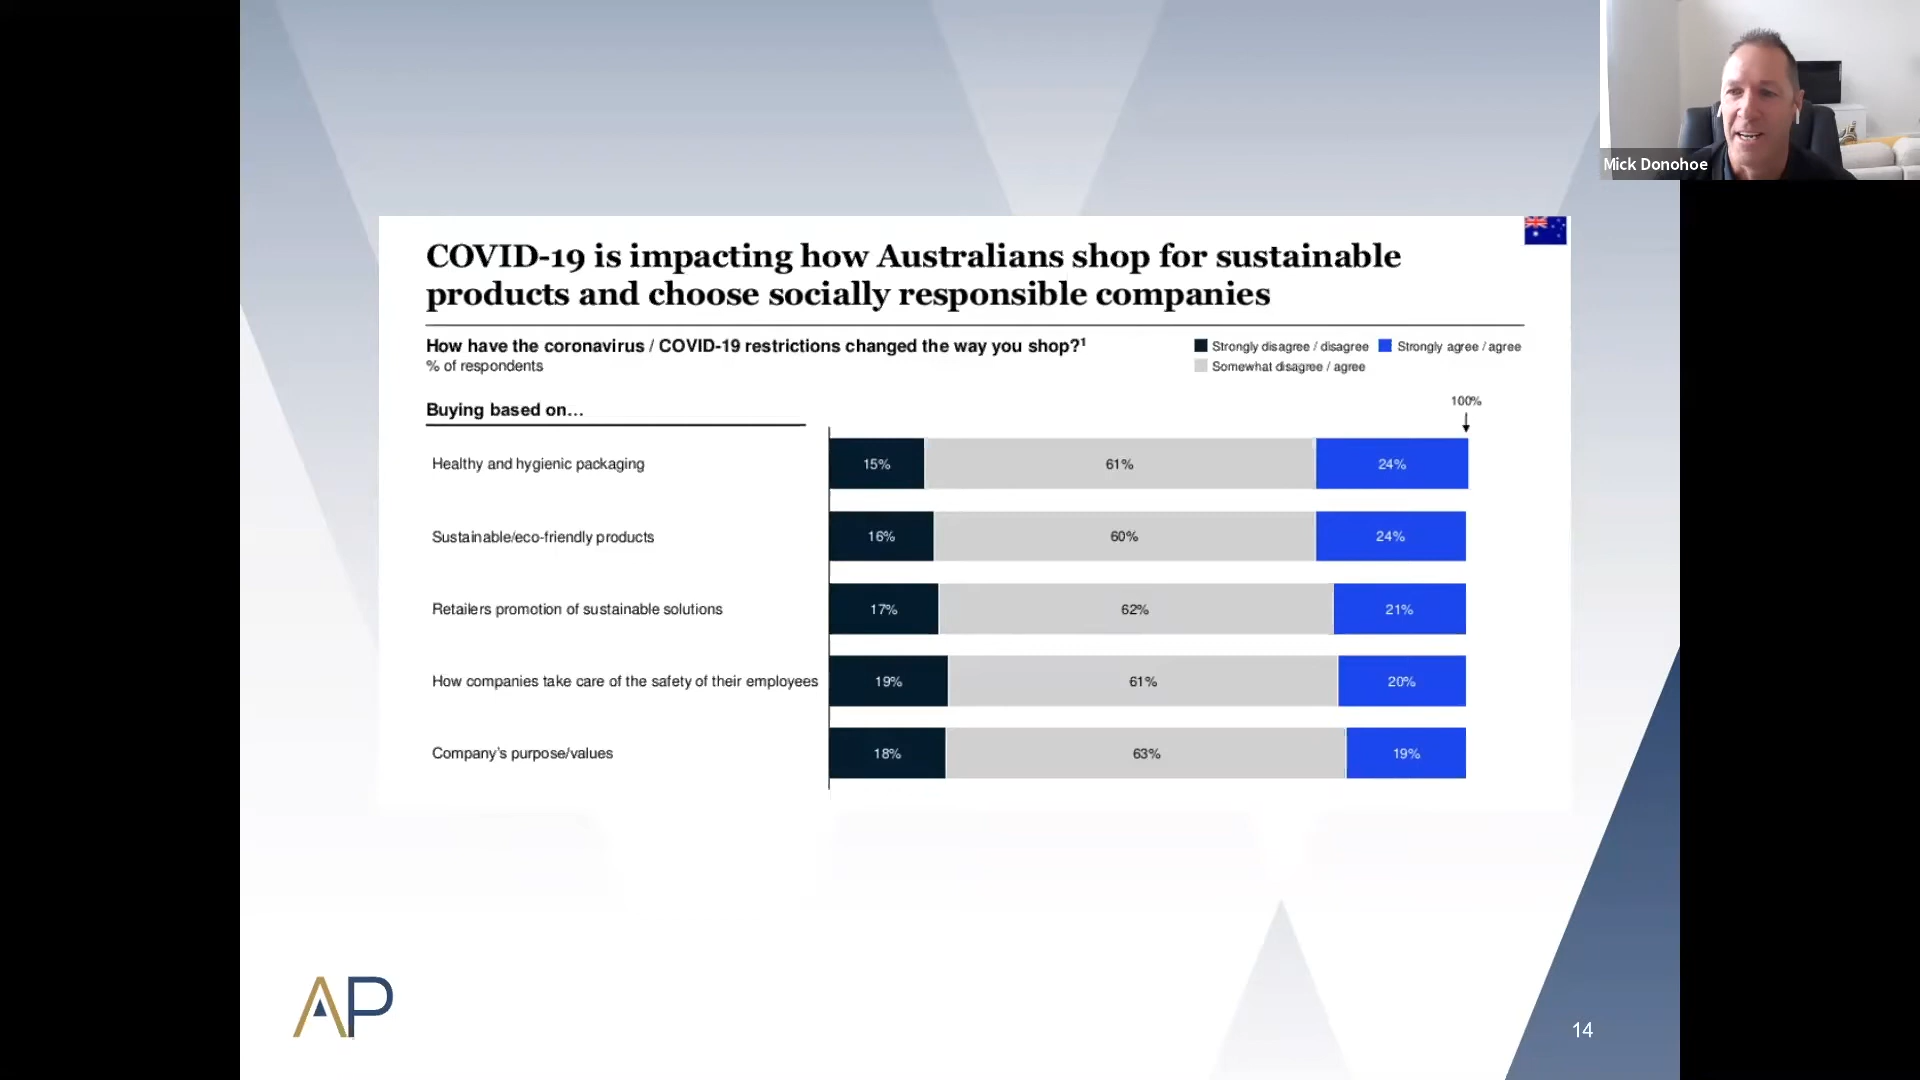 Mick Donohoe
COVID-19 is impacting how Australians shop for sustainable
products and choose socially responsible companies
How have the coronavirus / COVID-19 restrictions changed the way you shop?¹
% of respondents
Strongly disagree / disagree
Strongly agree / agree
Somewhat disagree / agree
Buying based on...
100%
Healthy and hygienic packaging 15% 61% 24%
Sustainable/eco-friendly products 16% 60% 24%
Retailers promotion of sustainable solutions 17% 62% 21%
How companies take care of the safety of their employees 19% 61% 20%
Company's purpose/values 18% 63% 19%
AP
14